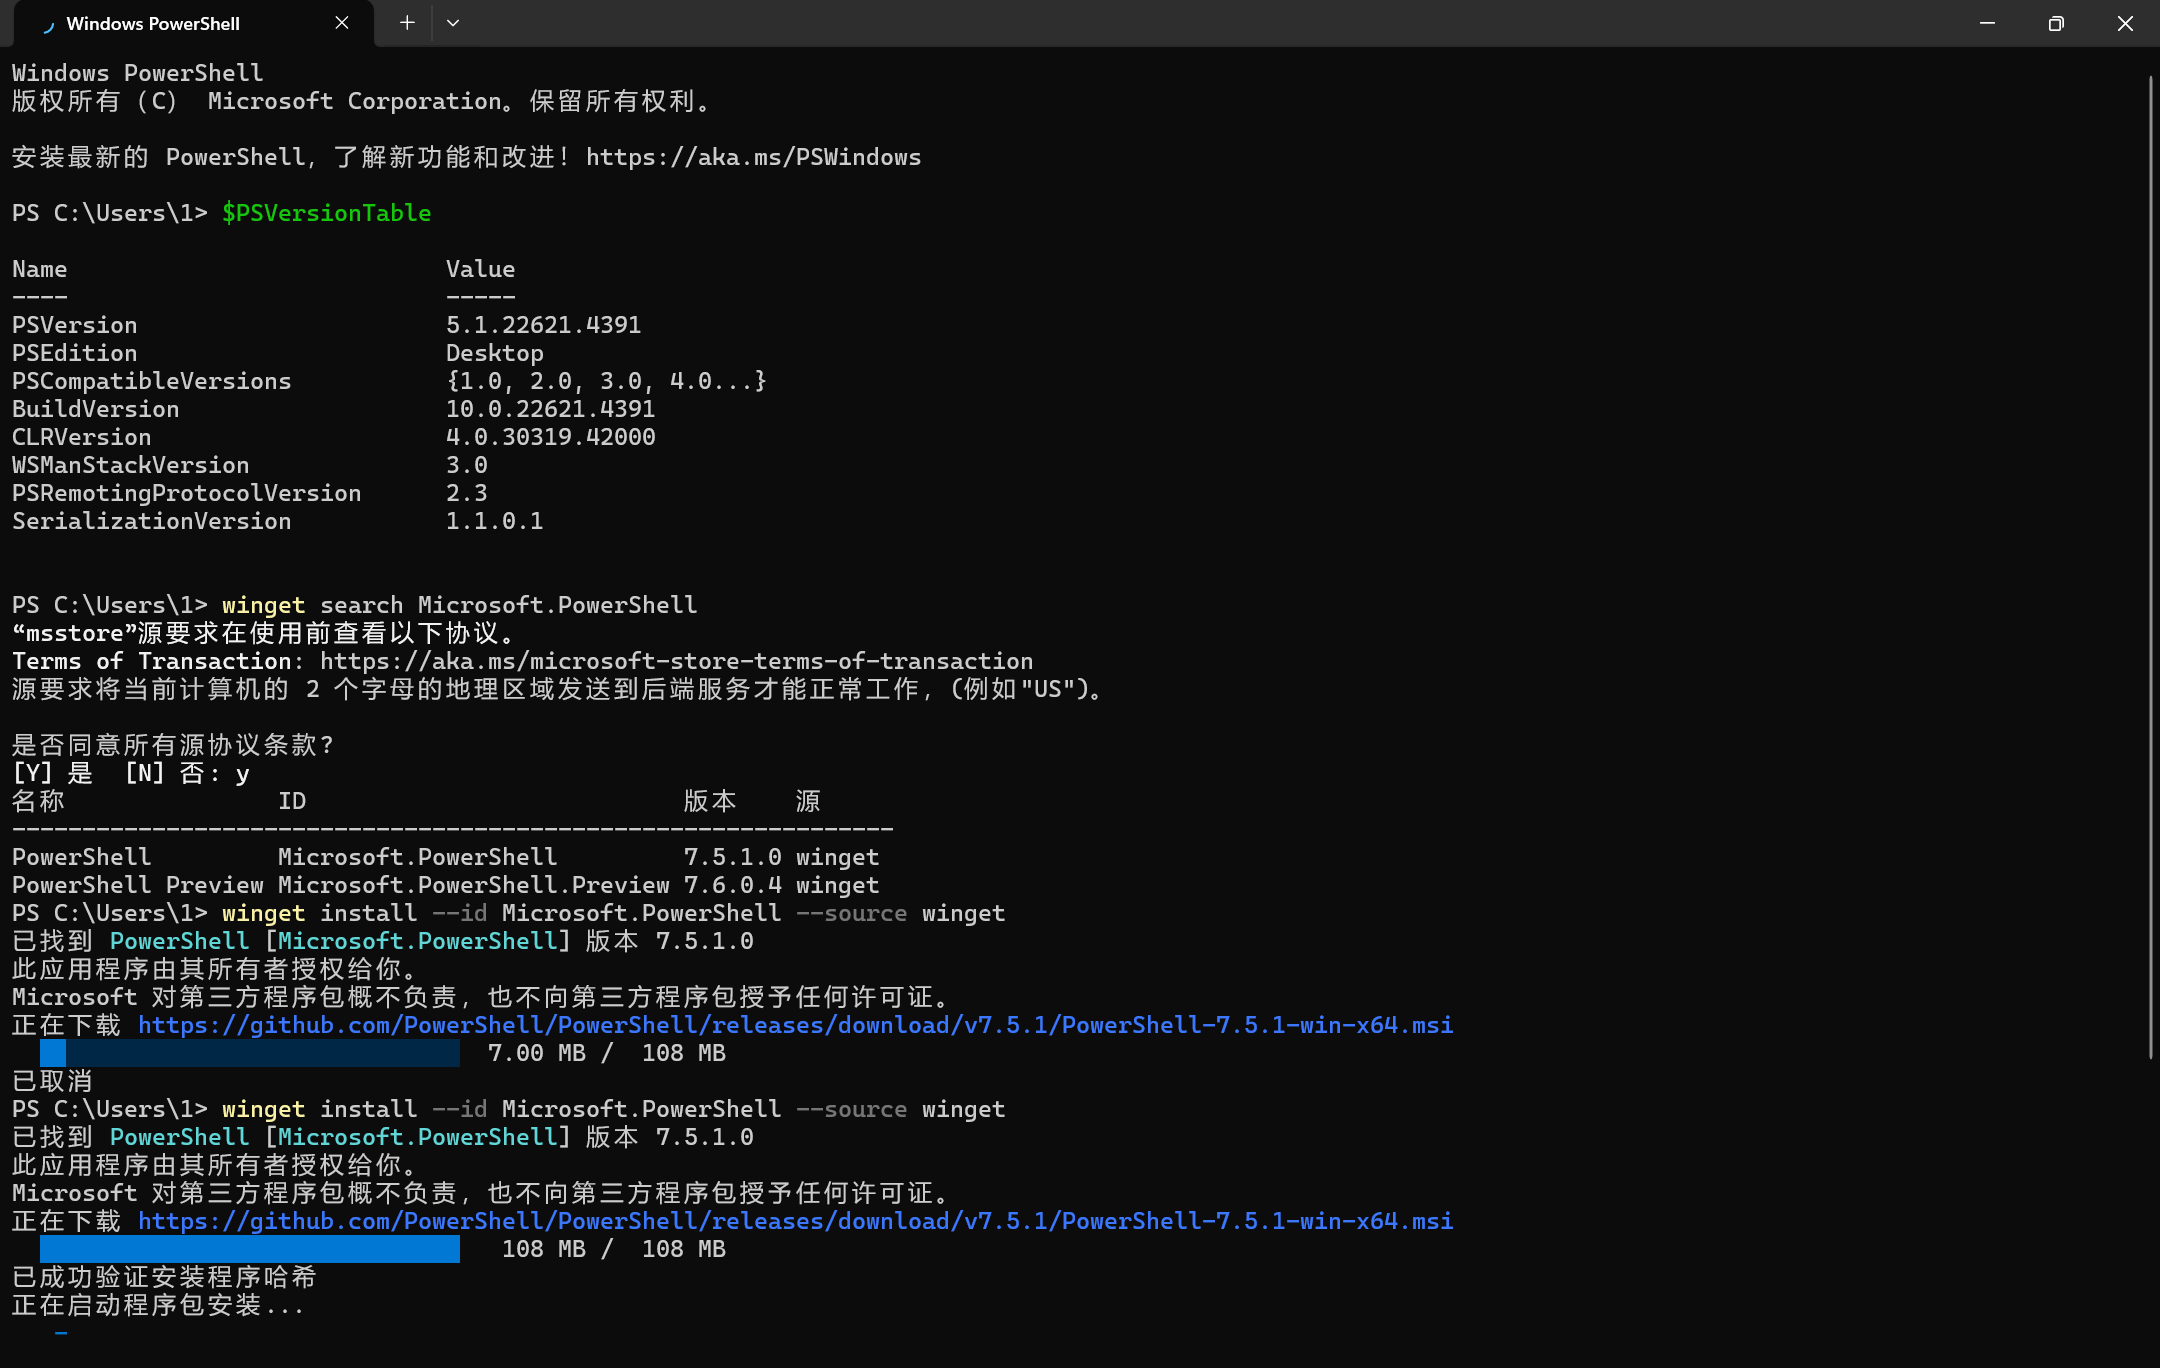 Windows PowerShell
Windows PowerShell
版权所有（C） Microsoft Corporation。保留所有权利。
安装最新的 PowerShell，了解新功能和改进！https://aka.ms/PSWindows
PS C:\Users\1> $PSVersionTable
Name                           Value
----                           -----
PSVersion                      5.1.22621.4391
PSEdition                      Desktop
PSCompatibleVersions           {1.0, 2.0, 3.0, 4.0...}
BuildVersion                   10.0.22621.4391
CLRVersion                     4.0.30319.42000
WSManStackVersion              3.0
PSRemotingProtocolVersion      2.3
SerializationVersion           1.1.0.1
PS C:\Users\1> winget search Microsoft.PowerShell
“msstore”源要求在使用前查看以下协议。
Terms of Transaction: https://aka.ms/microsoft-store-terms-of-transaction
源要求将当前计算机的 2 个字母的地理区域发送到后端服务才能正常工作，(例如"US")。
是否同意所有源协议条款?
[Y] 是  [N] 否: y
名称               ID                           版本    源
---------------------------------------------------------------
PowerShell         Microsoft.PowerShell         7.5.1.0 winget
PowerShell Preview Microsoft.PowerShell.Preview 7.6.0.4 winget
PS C:\Users\1> winget install --id Microsoft.PowerShell --source winget
已找到 PowerShell [Microsoft.PowerShell] 版本 7.5.1.0
此应用程序由其所有者授权给你。
Microsoft 对第三方程序包概不负责，也不向第三方程序包授予任何许可证。
正在下载 https://github.com/PowerShell/PowerShell/releases/download/v7.5.1/PowerShell-7.5.1-win-x64.msi
7.00 MB /  108 MB
已取消
PS C:\Users\1> winget install --id Microsoft.PowerShell --source winget
已找到 PowerShell [Microsoft.PowerShell] 版本 7.5.1.0
此应用程序由其所有者授权给你。
Microsoft 对第三方程序包概不负责，也不向第三方程序包授予任何许可证。
正在下载 https://github.com/PowerShell/PowerShell/releases/download/v7.5.1/PowerShell-7.5.1-win-x64.msi
108 MB /  108 MB
已成功验证安装程序哈希
正在启动程序包安装...
-